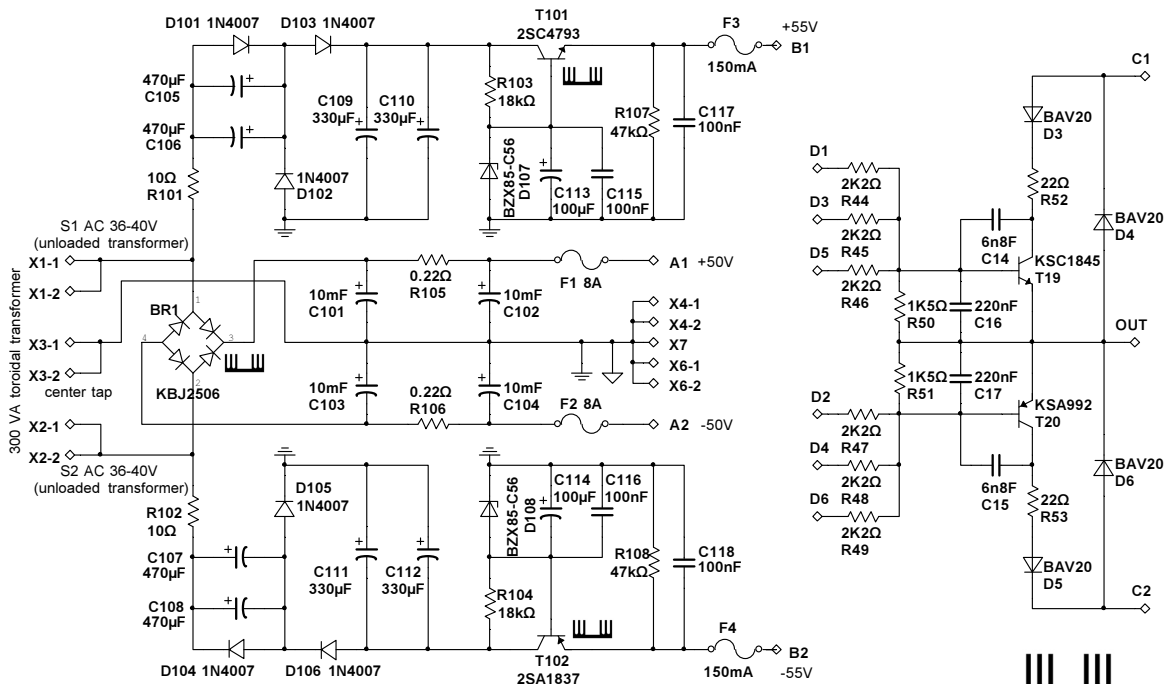 D101 1N4007
D103 1N4007
T101
2SC4793
F3
+55V
B1
150mA
470µF
C105
470µF
C106
R103
18kΩ
C109
330µF
C110
330µF
R107
47kΩ
C117
100nF
10Ω
R101
1N4007
D102
BZX85-C56
D107
C113
100µF
C115
100nF
S1 AC 36-40V
(unloaded transformer)
X1-1
X1-2
300 VA toroidal transformer
X3-1
X3-2
center tap
BR1
1
2
3
4
KBJ2506
X2-1
X2-2
S2 AC 36-40V
(unloaded transformer)
0.22Ω
R105
A1
+50V
F1 8A
10mF
C101
10mF
C102
X4-1
X4-2
X7
X6-1
X6-2
10mF
C103
0.22Ω
R106
10mF
C104
F2 8A
A2
-50V
R102
10Ω
D105
1N4007
BZX85-C56
D108
C114
100µF
C116
100nF
C107
470µF
C108
470µF
C111
330µF
C112
330µF
R108
47kΩ
C118
100nF
R104
18kΩ
D104 1N4007
D106 1N4007
T102
2SA1837
F4
150mA
B2
-55V
C1
BAV20
D3
D1
2K2Ω
R44
D3
2K2Ω
R45
D5
2K2Ω
R46
22Ω
R52
6n8F
C14
BAV20
D4
KSC1845
T19
1K5Ω
R50
220nF
C16
OUT
1K5Ω
R51
220nF
C17
D2
2K2Ω
R47
D4
2K2Ω
R48
D6
2K2Ω
R49
KSA992
T20
6n8F
C15
22Ω
R53
BAV20
D6
BAV20
D5
C2